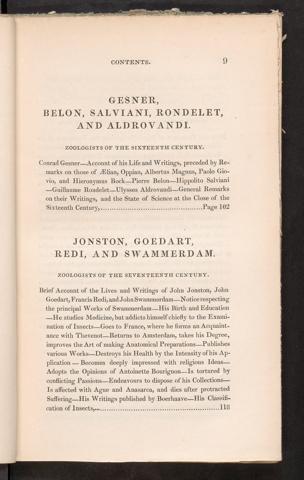 CONTENTS. 9
GESNER,
BELON, SALVIANI, RONDELET,
AND ALDROVANDI.
ZOOLOGISTS OF THE SIXTEENTH CENTURY.
Conrad Gesner—Account of his Life and Writings, preceded by Re-
marks on those of Ælian, Oppian, Albertus Magnus, Paolo Gio-
vio, and Hieronymus Bock—Pierre Belon—Hippolito Salviani
—Guillaume Rondelet—Ulysses Aldrovandi—General Remarks
on their Writings, and the State of Science at the Close of the
Sixteenth Century,..............................Page 102
JONSTON, GOEDART,
REDI, AND SWAMMERDAM.
ZOOLOGISTS OF THE SEVENTEENTH CENTURY.
Brief Account of the Lives and Writings of John Jonston, John
Goedart, Francis Redi, and John Swammerdam—Notice respecting
the principal Works of Swammerdam—His Birth and Education
—He studies Medicine, but addicts himself chiefly to the Exami-
nation of Insects—Goes to France, where he forms an Acquaint-
ance with Thevenot—Returns to Amsterdam, takes his Degree,
improves the Art of making Anatomical Preparations—Publishes
various Works—Destroys his Health by the Intensity of his Ap-
plication—Becomes deeply impressed with religious Ideas—
Adopts the Opinions of Antoinette Bourignon—Is tortured by
conflicting Passions—Endeavours to dispose of his Collections—
Is affected with Ague and Anasarca, and dies after protracted
Suffering—His Writings published by Boerhaave—His Classifi-
cation of Insects,..............................118